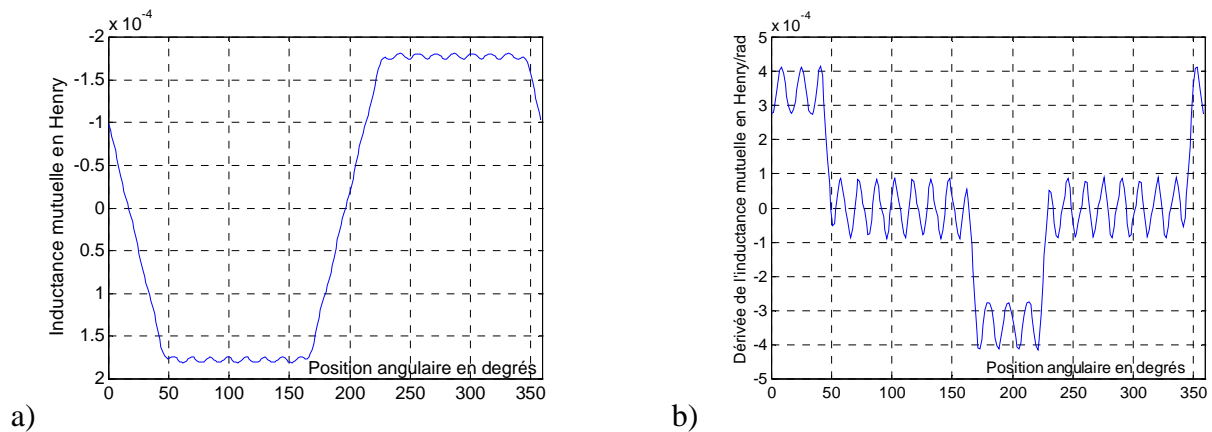 x 10⁻⁴
-2
-1.5
-1
-0.5
0
0.5
1
1.5
2
Inductance mutuelle en Henry
Position angulaire en degrés
0 50 100 150 200 250 300 350
a)
x 10⁻⁴
5
4
3
2
1
0
-1
-2
-3
-4
-5
Dérivée de l'inductance mutuelle en Henry/rad
Position angulaire en degrés
0 50 100 150 200 250 300 350
b)